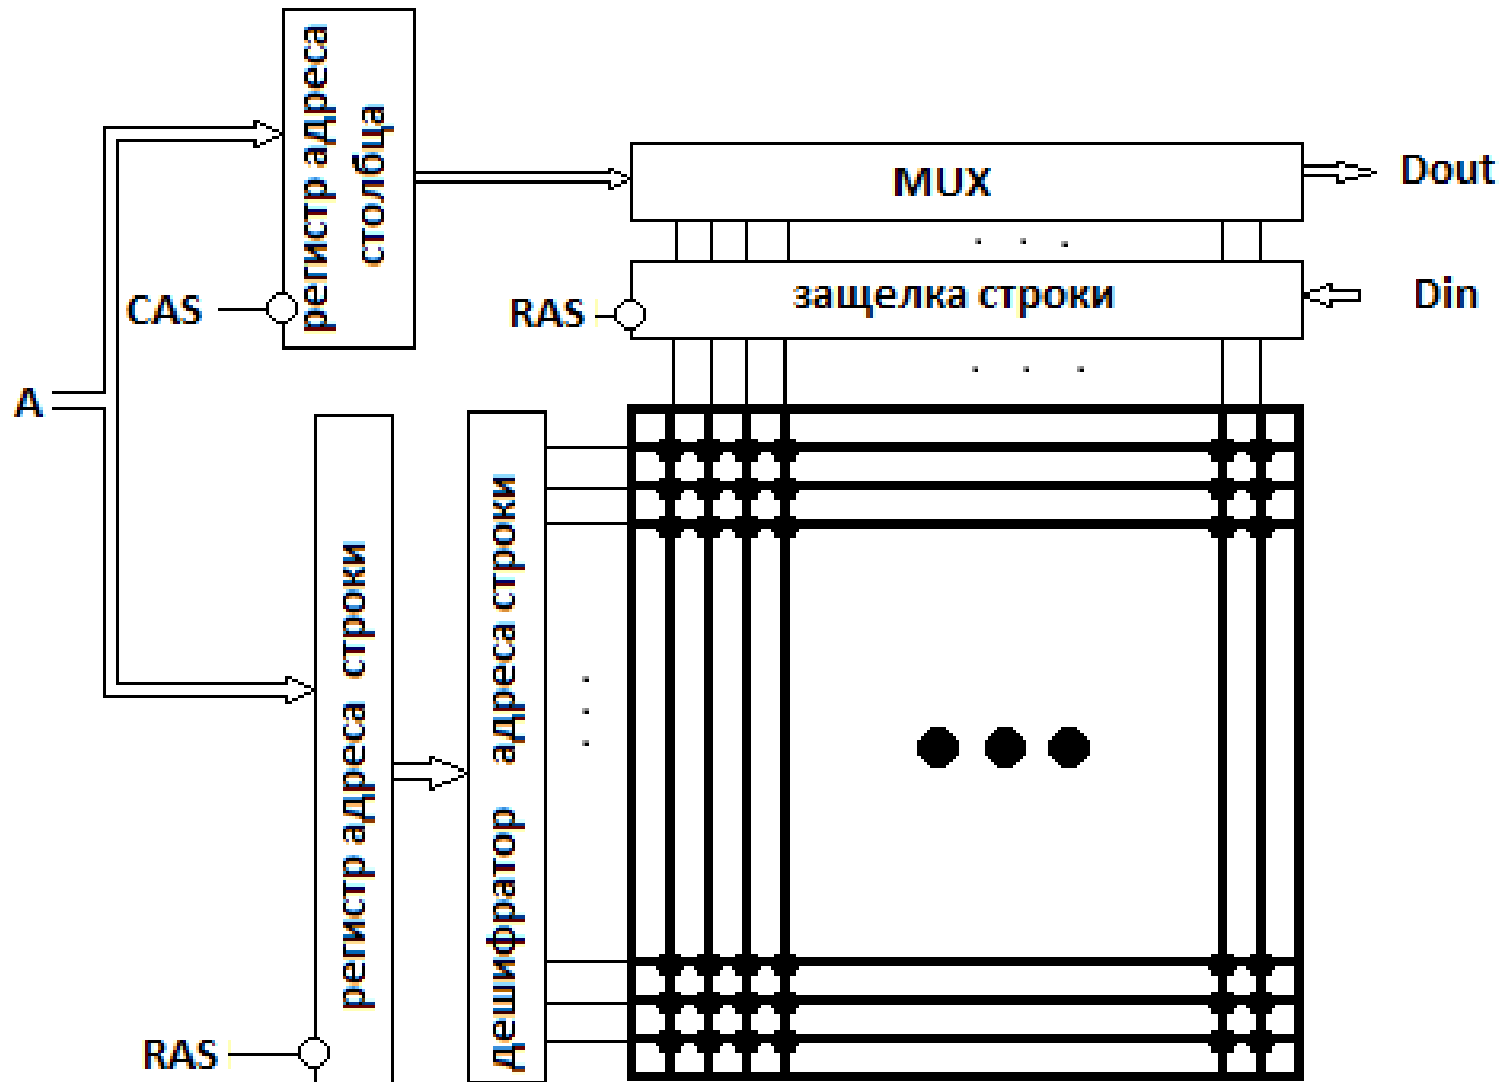 регистр адреса
столбца
MUX
Dout
CAS
RAS
защелка строки
Din
A
регистр адреса строки
дешифратор адреса строки
RAS